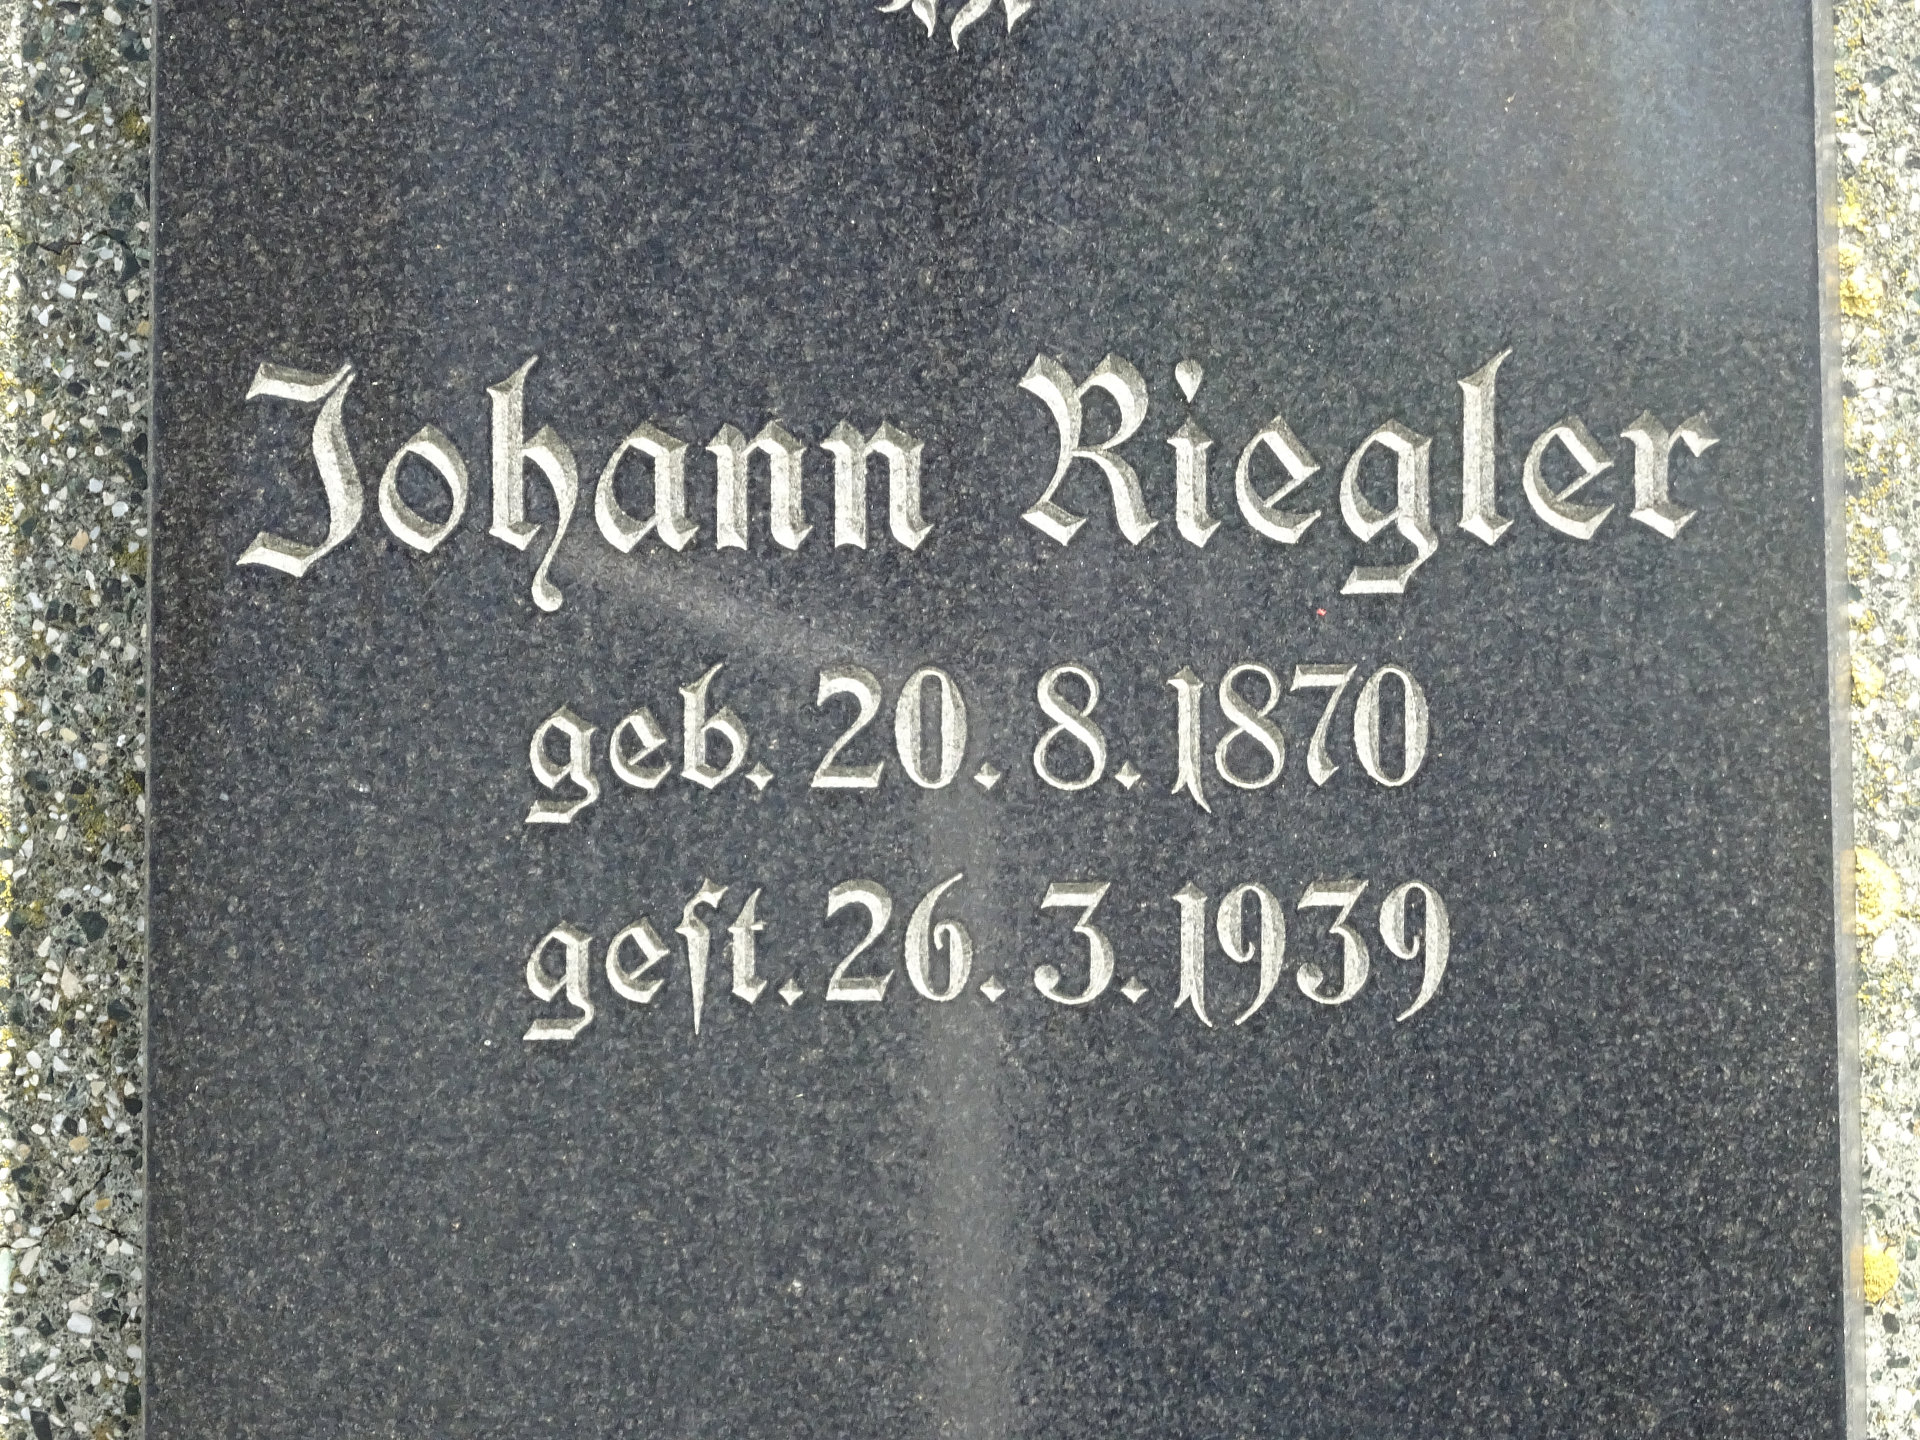 Johann Riegler
geb. 20. 8. 1870
geſt. 26. 3. 1939